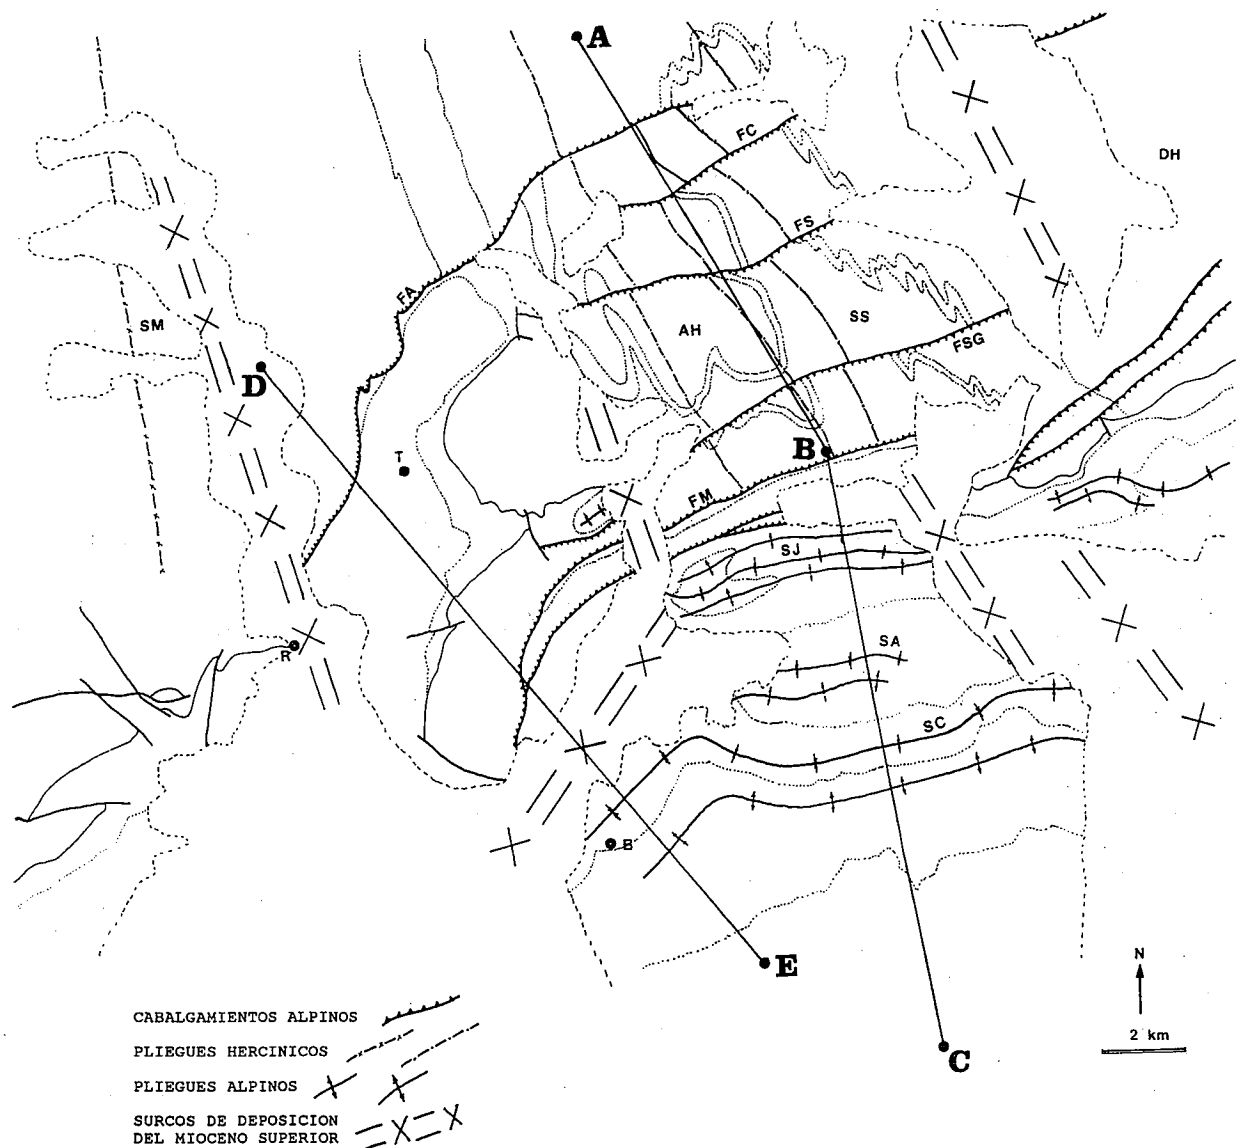 A
FC
DH
FS
FA
SM
AH
SS
FSG
D
T
B
FM
SJ
R
SA
SC
B
E
N
2 km
C
CABALGAMIENTOS ALPINOS
PLIEGUES HERCINICOS
PLIEGUES ALPINOS
SURCOS DE DEPOSICION
DEL MIOCENO SUPERIOR